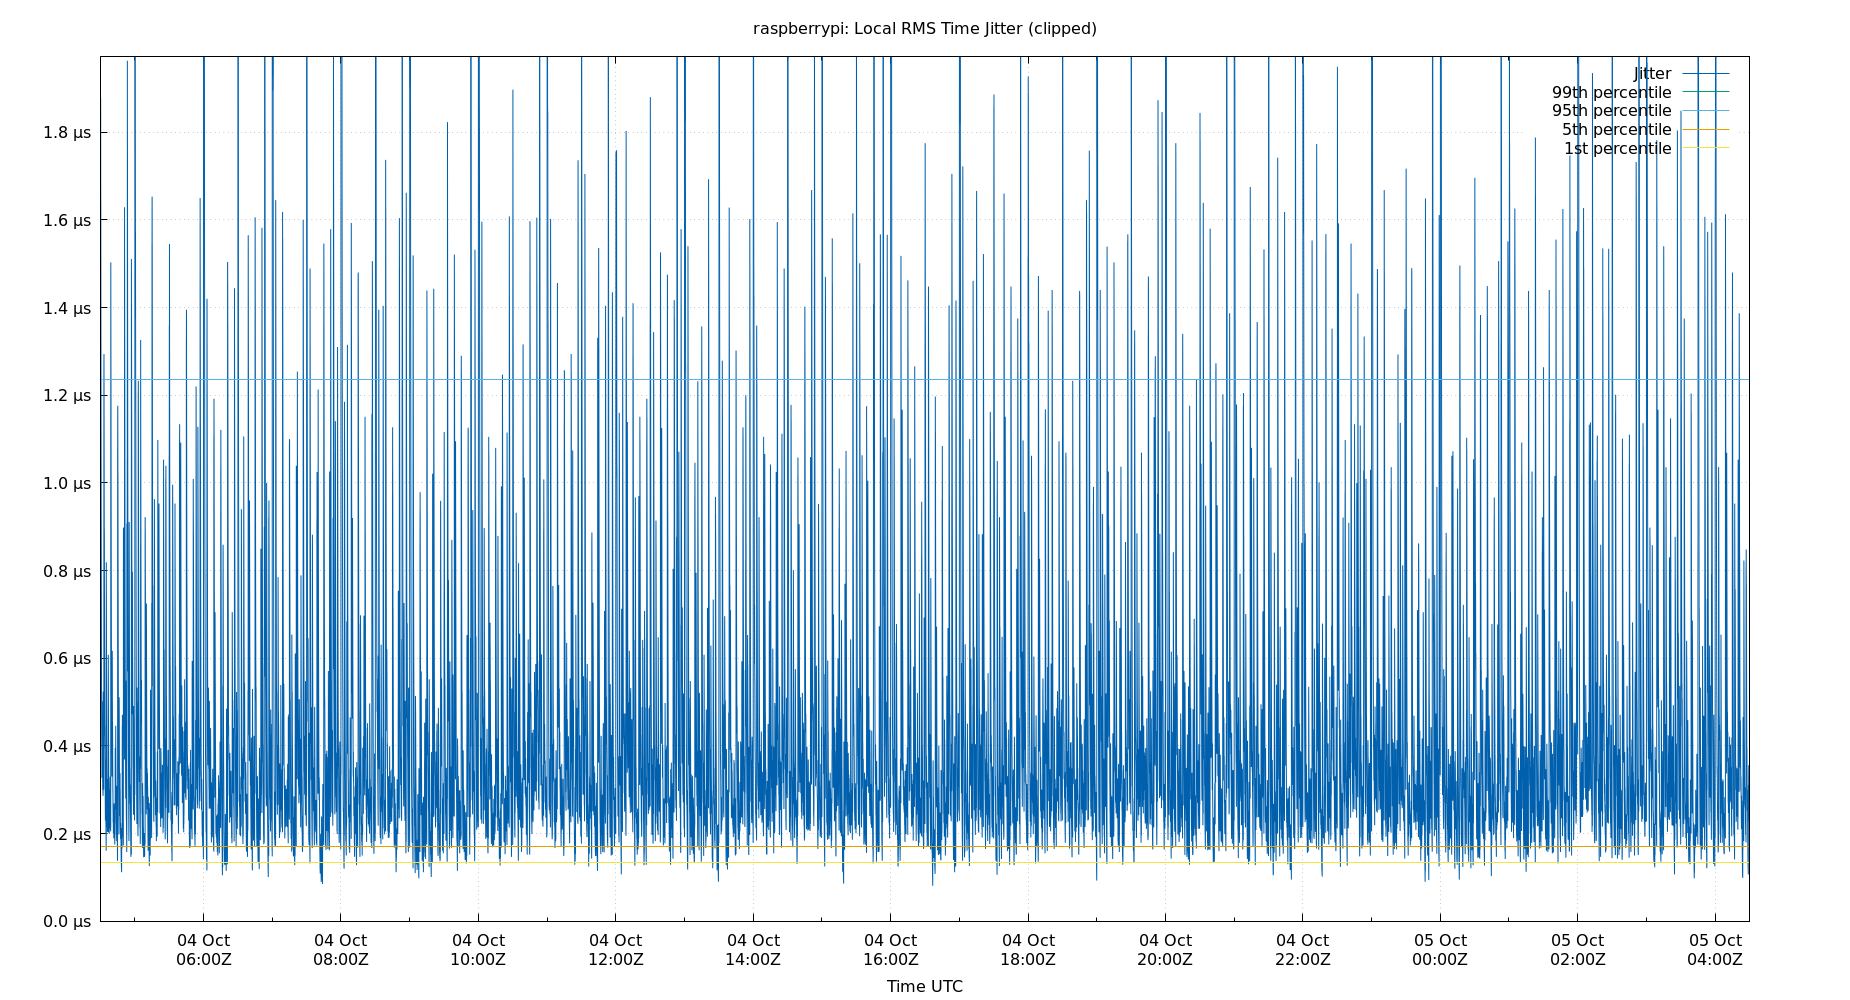 raspberrypi: Local RMS Time Jitter (clipped)
Jitter
99th percentile
95th percentile
5th percentile
1st percentile
1.8 μs
1.6 μs
1.4 μs
1.2 μs
1.0 μs
0.8 μs
0.6 μs
0.4 μs
0.2 μs
0.0 μs
04 Oct 04 Oct 04 Oct 04 Oct 04 Oct 04 Oct 04 Oct 04 Oct 04 Oct 05 Oct 05 Oct 05 Oct
06:00Z 08:00Z 10:00Z 12:00Z 14:00Z 16:00Z 18:00Z 20:00Z 22:00Z 00:00Z 02:00Z 04:00Z
Time UTC